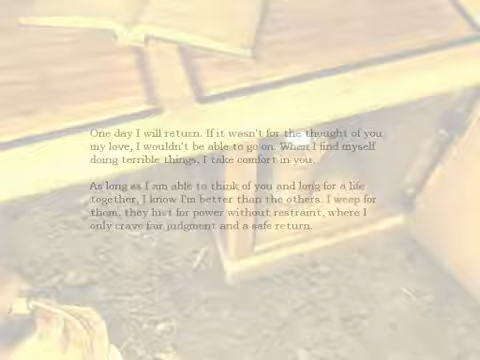 One day I will return. If it wasn't for the thought of you
my love, I wouldn't be able to go on. When I find myself
doing terrible things, I take comfort in you.
As long as I am able to think of you and long for a life
together, I know I'm better than the others. I weep for
them, they lust for power without restraint, where I
only crave fair judgment and a safe return.